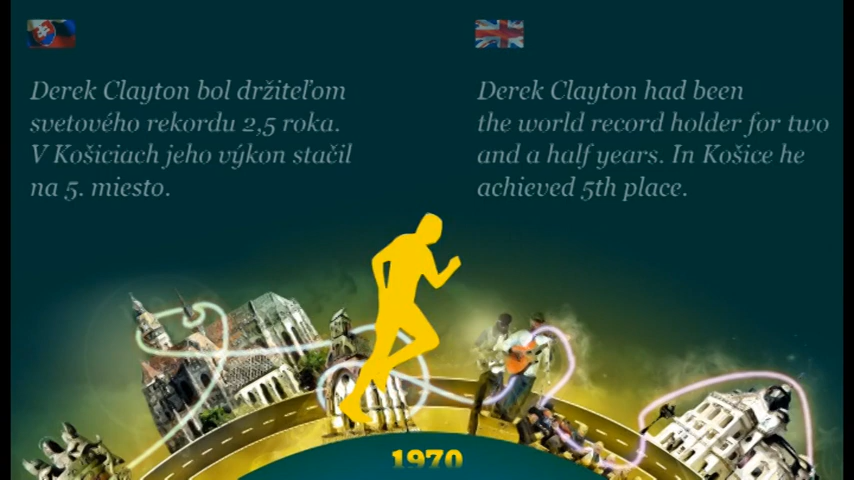 Derek Clayton bol držiteľom
svetového rekordu 2,5 roka.
V Košiciach jeho výkon stačil
na 5. miesto.
Derek Clayton had been
the world record holder for two
and a half years. In Košice he
achieved 5th place.
1970